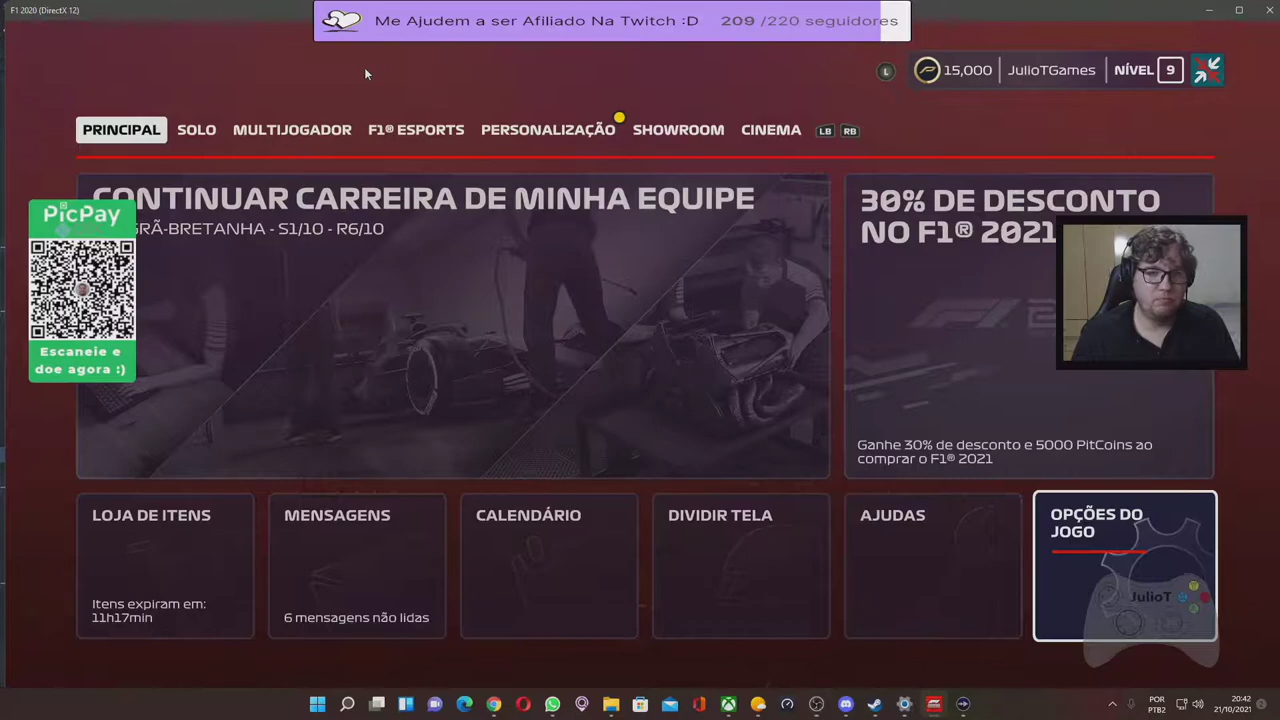 F1 2020 (DirectX 12)
Me Ajudem a ser Afiliado Na Twitch :D 209 /220 seguidores
L 15,000 JulioTGames NÍVEL 9
PRINCIPAL SOLO MULTIJOGADOR F1® ESPORTS PERSONALIZAÇÃO SHOWROOM CINEMA LB RB
CONTINUAR CARREIRA DE MINHA EQUIPE
GRÃ-BRETANHA - S1/10 - R6/10
30% DE DESCONTO
NO F1® 2021
PicPay
Escaneie e
doe agora :)
Ganhe 30% de desconto e 5000 PitCoins ao
comprar o F1® 2021
LOJA DE ITENS
Itens expiram em:
11h17min
MENSAGENS
6 mensagens não lidas
CALENDÁRIO
DIVIDIR TELA
AJUDAS
OPÇÕES DO
JOGO
JulioT
POR
PTB2
20:42
21/10/2021